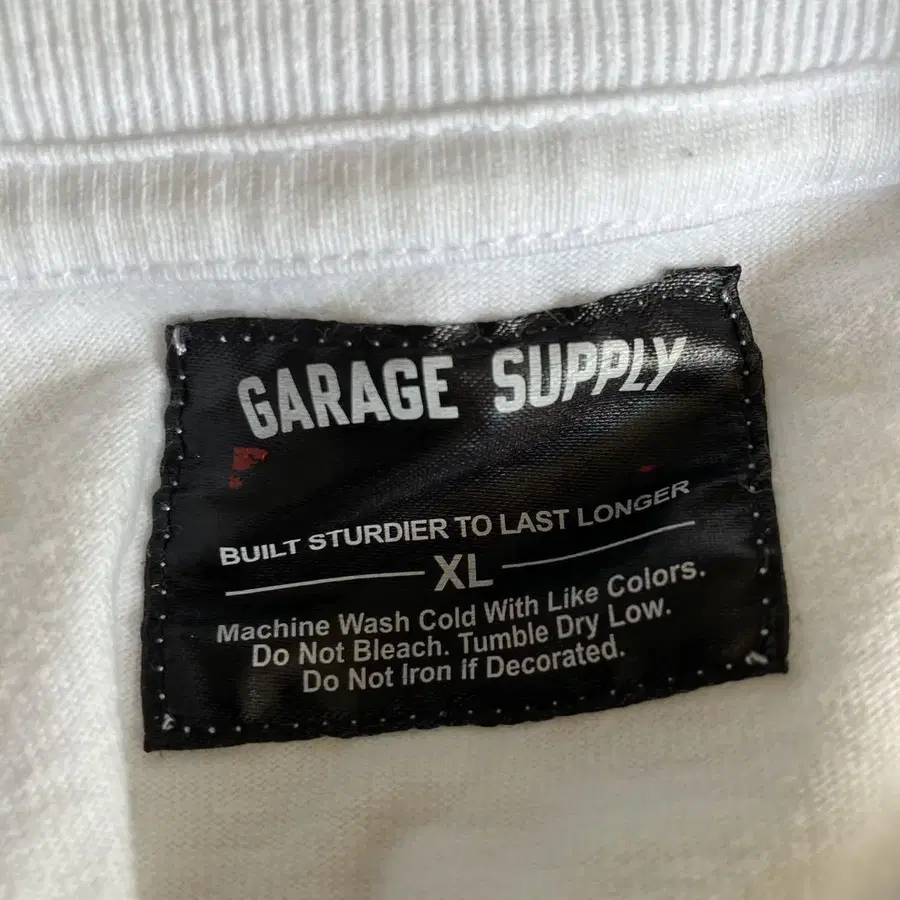 GARAGE SUPPLY
BUILT STURDIER TO LAST LONGER
XL
Machine Wash Cold With Like Colors.
Do Not Bleach. Tumble Dry Low.
Do Not Iron if Decorated.